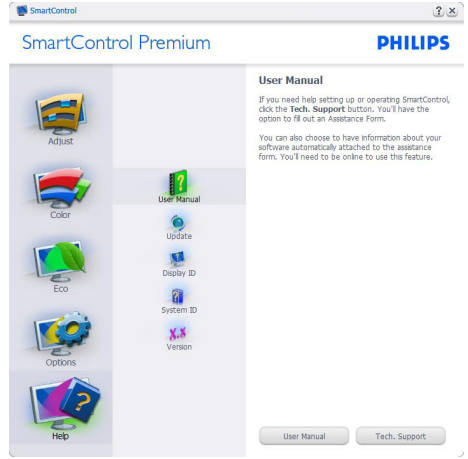 SmartControl
SmartControl Premium
PHILIPS
Adjust
Color
Eco
Options
Help
User Manual
Update
Display ID
System ID
X.X
Version
User Manual
If you need help setting up or operating SmartControl,
click the Tech. Support button. You'll have the
option to fill out an Assistance Form.
You can also choose to have information about your
software automatically attached to the assistance
form. You'll need to be online to use this feature.
User Manual
Tech. Support